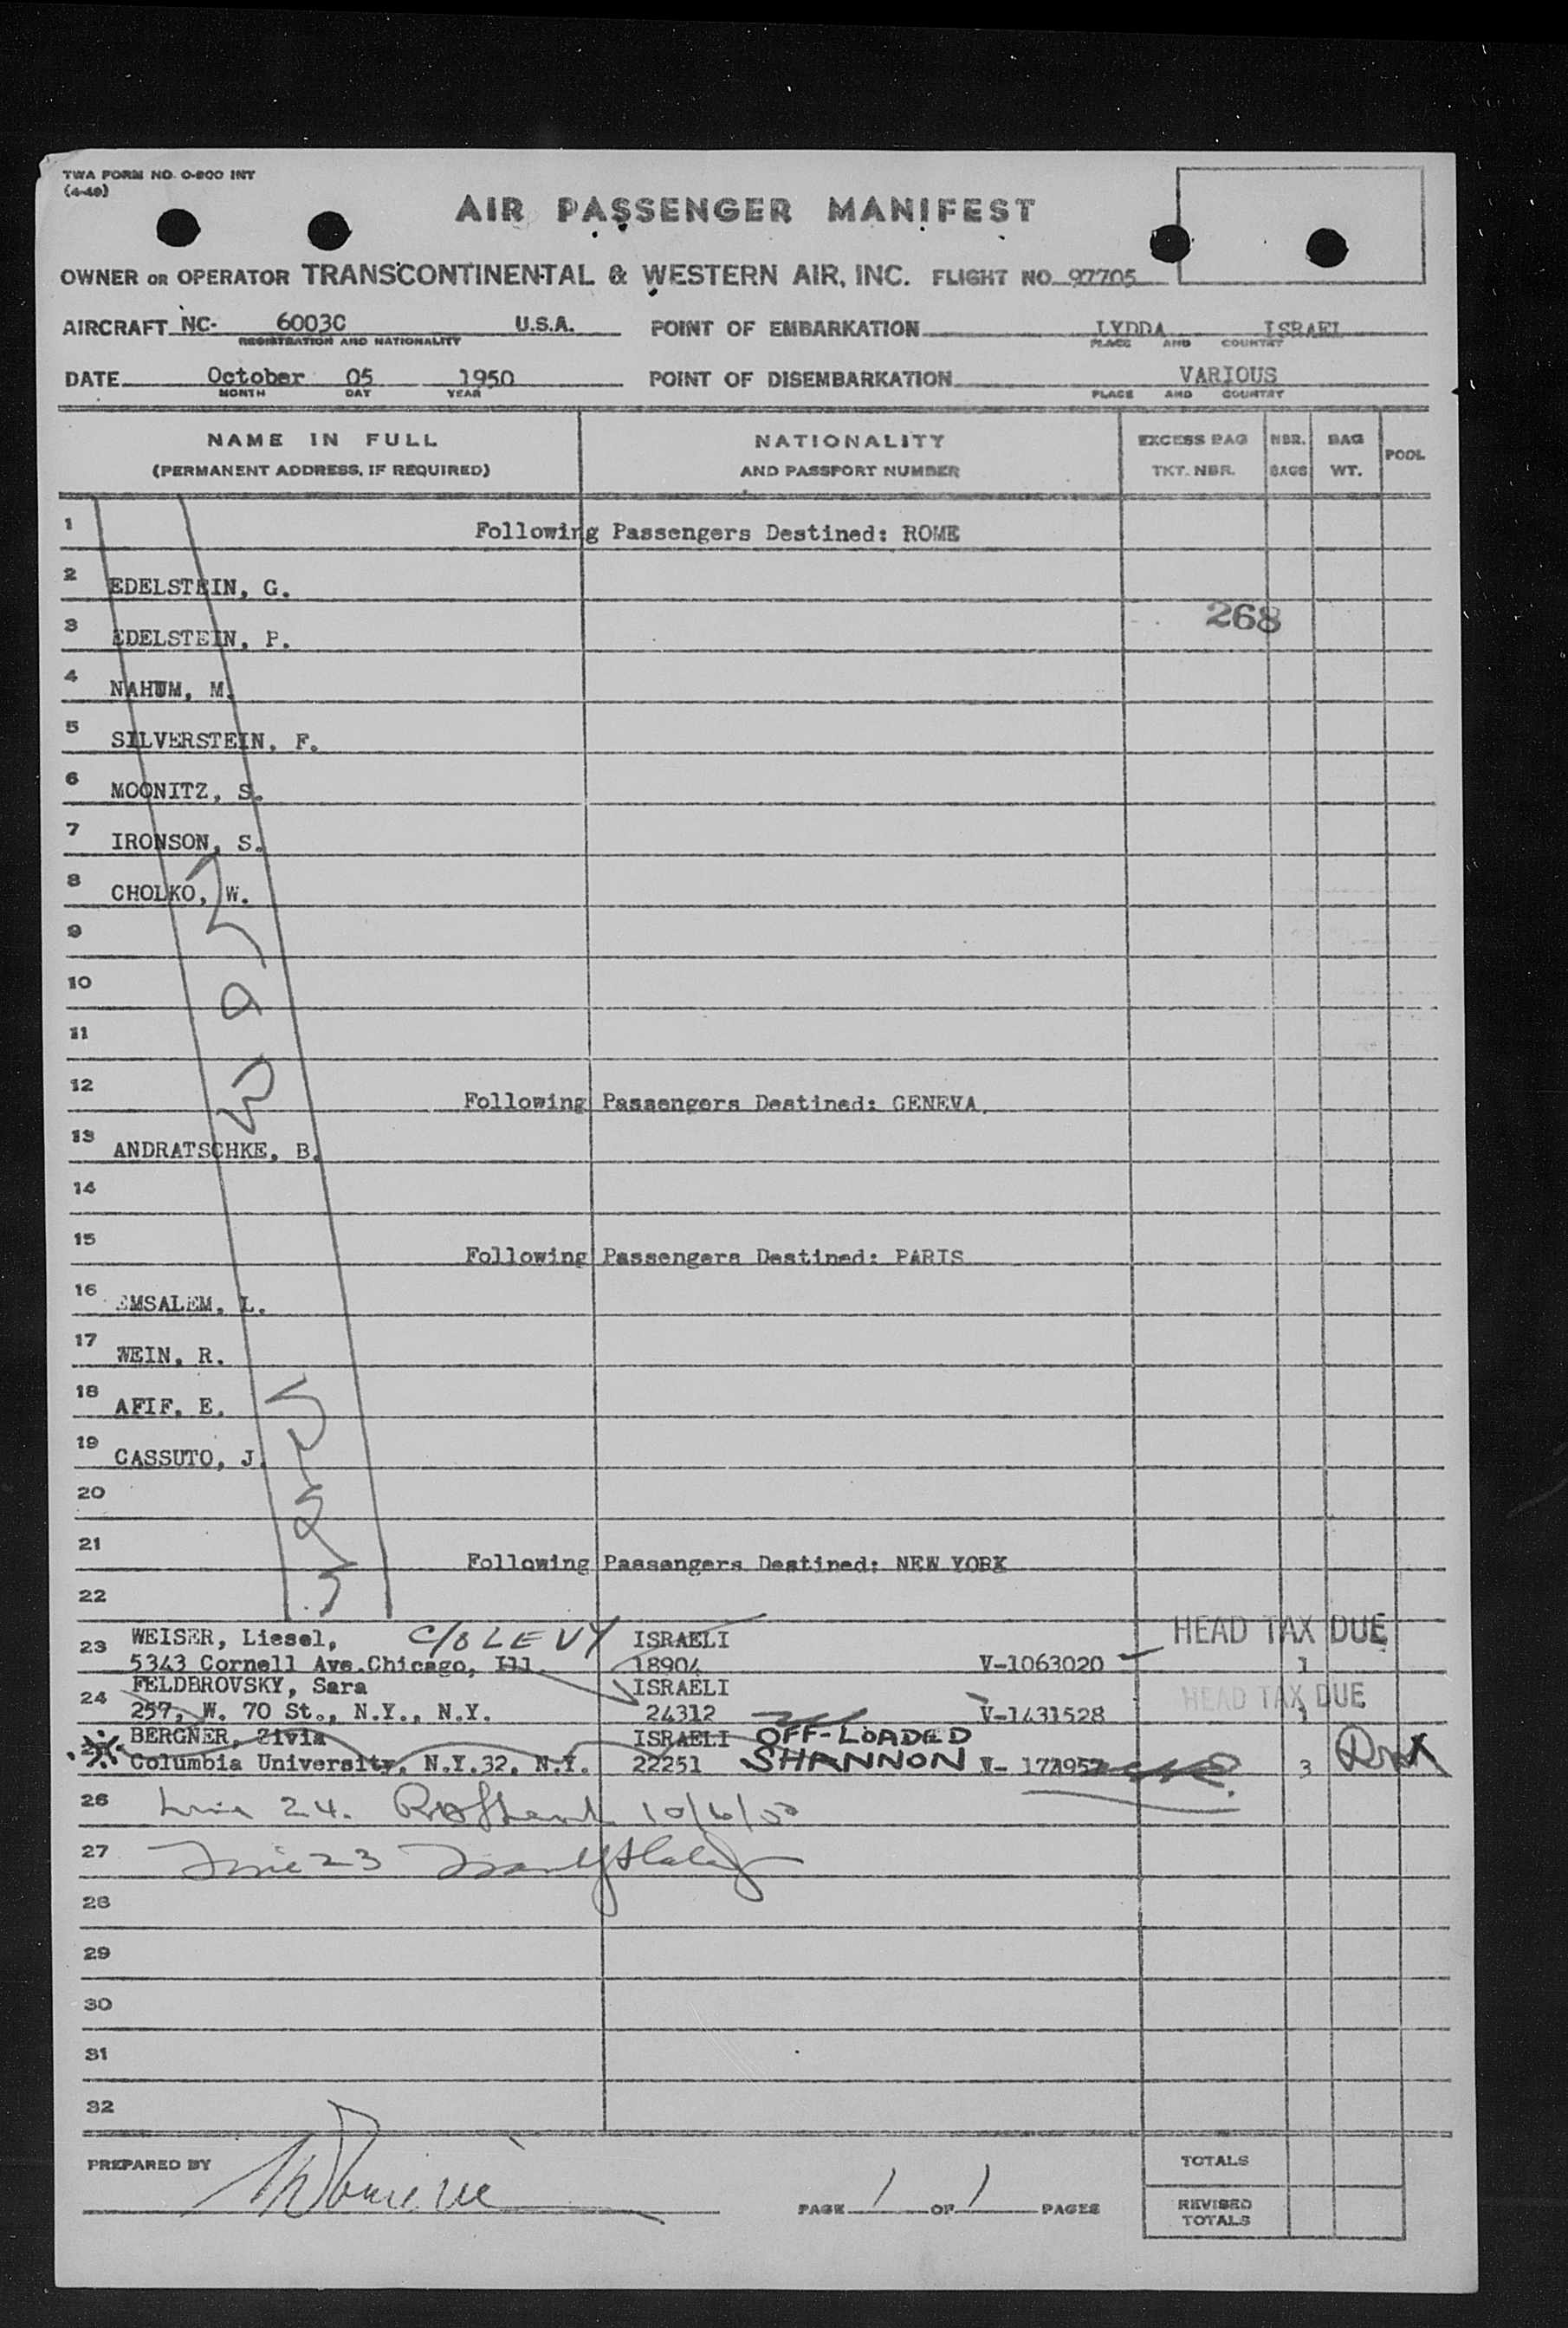 TWA FORM NO. O-800 INT
(4-49)
AIR PASSENGER MANIFEST
OWNER OR OPERATOR TRANSCONTINENTAL & WESTERN AIR, INC. FLIGHT NO. 97705
AIRCRAFT NC- 6003C U.S.A. POINT OF EMBARKATION LYDDA ISRAEL
REGISTRATION AND NATIONALITY PLACE AND COUNTRY
DATE October 05 1950 POINT OF DISEMBARKATION VARIOUS
MONTH DAY YEAR PLACE AND COUNTRY
NAME IN FULL NATIONALITY EXCESS BAG NBR. BAG POOL
(PERMANENT ADDRESS, IF REQUIRED) AND PASSPORT NUMBER TKT. NBR. BAGS WT.
1 Following Passengers Destined: ROME
2 EDELSTEIN, G.
268
3 EDELSTEIN, P.
4 NAHUM, M.
5 SILVERSTEIN, F.
6 MOONITZ, S.
7 IRONSON, S.
8 CHOLKO, W.
9
10
11
12 Following Passengers Destined: GENEVA.
13 ANDRATSCHKE, B.
14
15 Following Passengers Destined: PARIS
16 EMSALEM, L.
17 WEIN, R.
18 AFIF, E.
19 CASSUTO, J.
20
21 Following Passengers Destined: NEW YORK
22
HEAD TAX DUE
23 WEISER, Liesel, C/O LEVY ISRAELI
5343 Cornell Ave.Chicago, Ill. 18904 V-1063020 1
24 FELDBROVSKY, Sara ISRAELI HEAD TAX DUE
257, W. 70 St., N.Y., N.Y. 24312 V-1431528 1
BERGNER, Zivia ISRAELI OFF-LOADED
Columbia University, N.Y.32, N.Y. 22251 SHANNON V- 3
26 Line 24. 10/6/50
27 Line 23
28
29
30
31
32
PREPARED BY
PAGE 1 OF 1 PAGES
TOTALS
REVISED
TOTALS